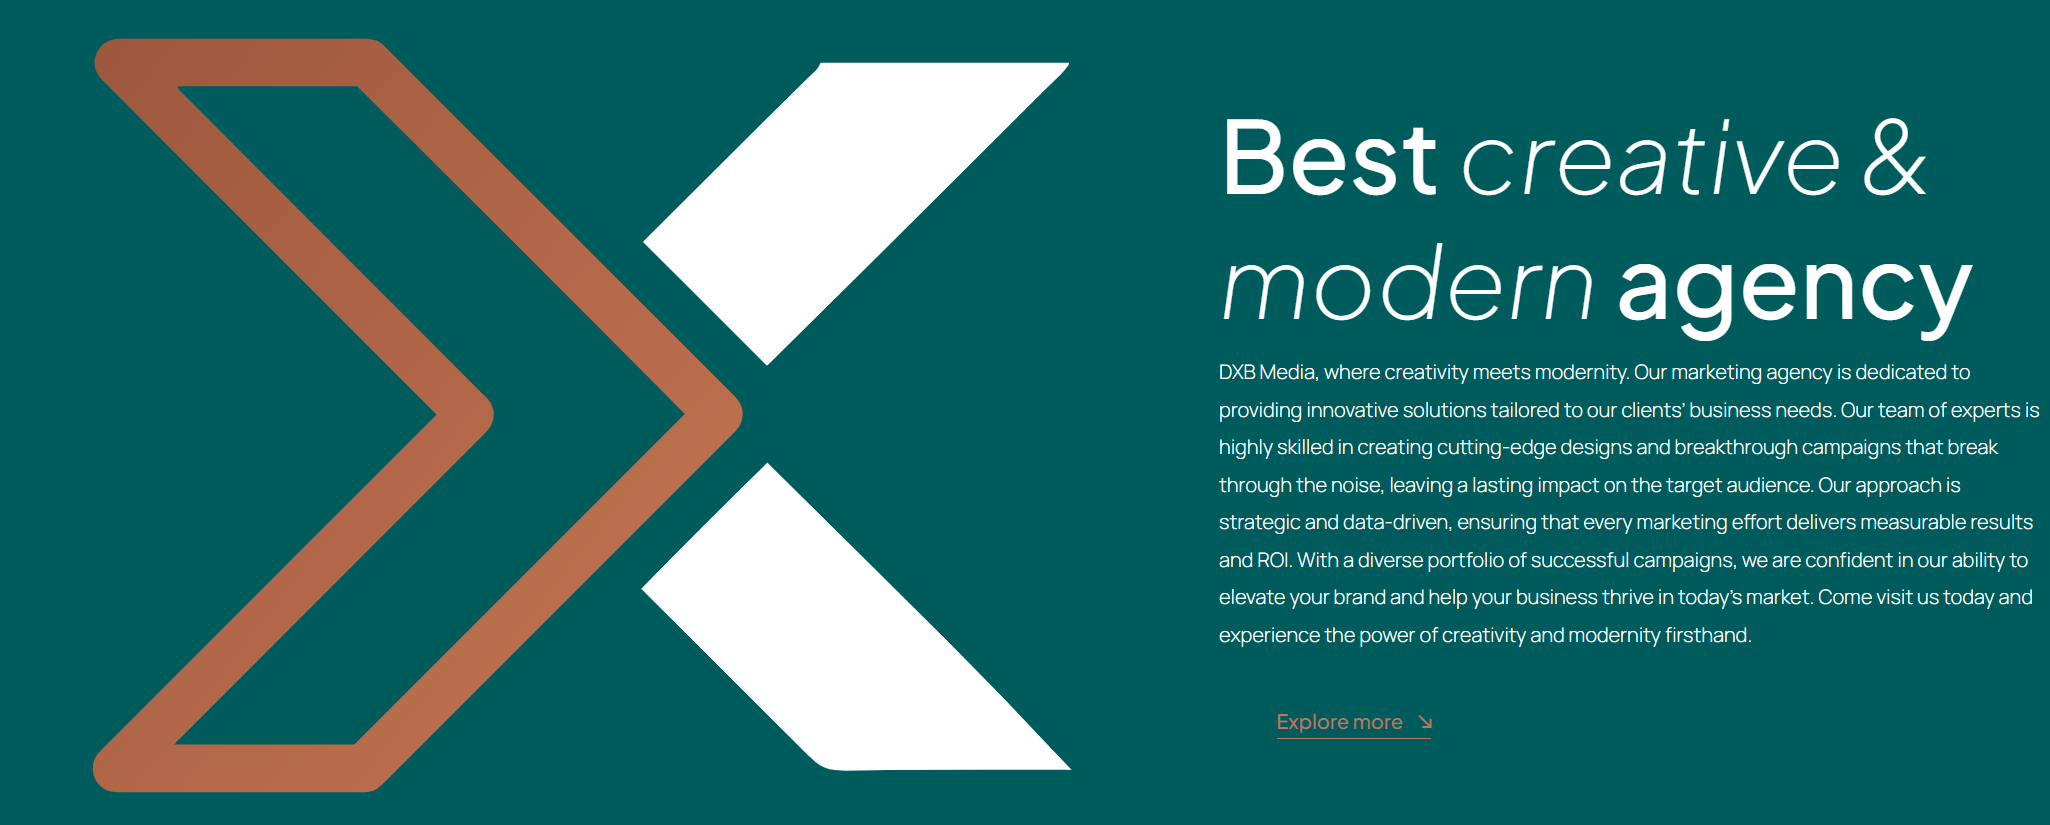 Best creative &
modern agency
DXB Media, where creativity meets modernity. Our marketing agency is dedicated to
providing innovative solutions tailored to our clients’ business needs. Our team of experts is
highly skilled in creating cutting-edge designs and breakthrough campaigns that break
through the noise, leaving a lasting impact on the target audience. Our approach is
strategic and data-driven, ensuring that every marketing effort delivers measurable results
and ROI. With a diverse portfolio of successful campaigns, we are confident in our ability to
elevate your brand and help your business thrive in today’s market. Come visit us today and
experience the power of creativity and modernity firsthand.
Explore more